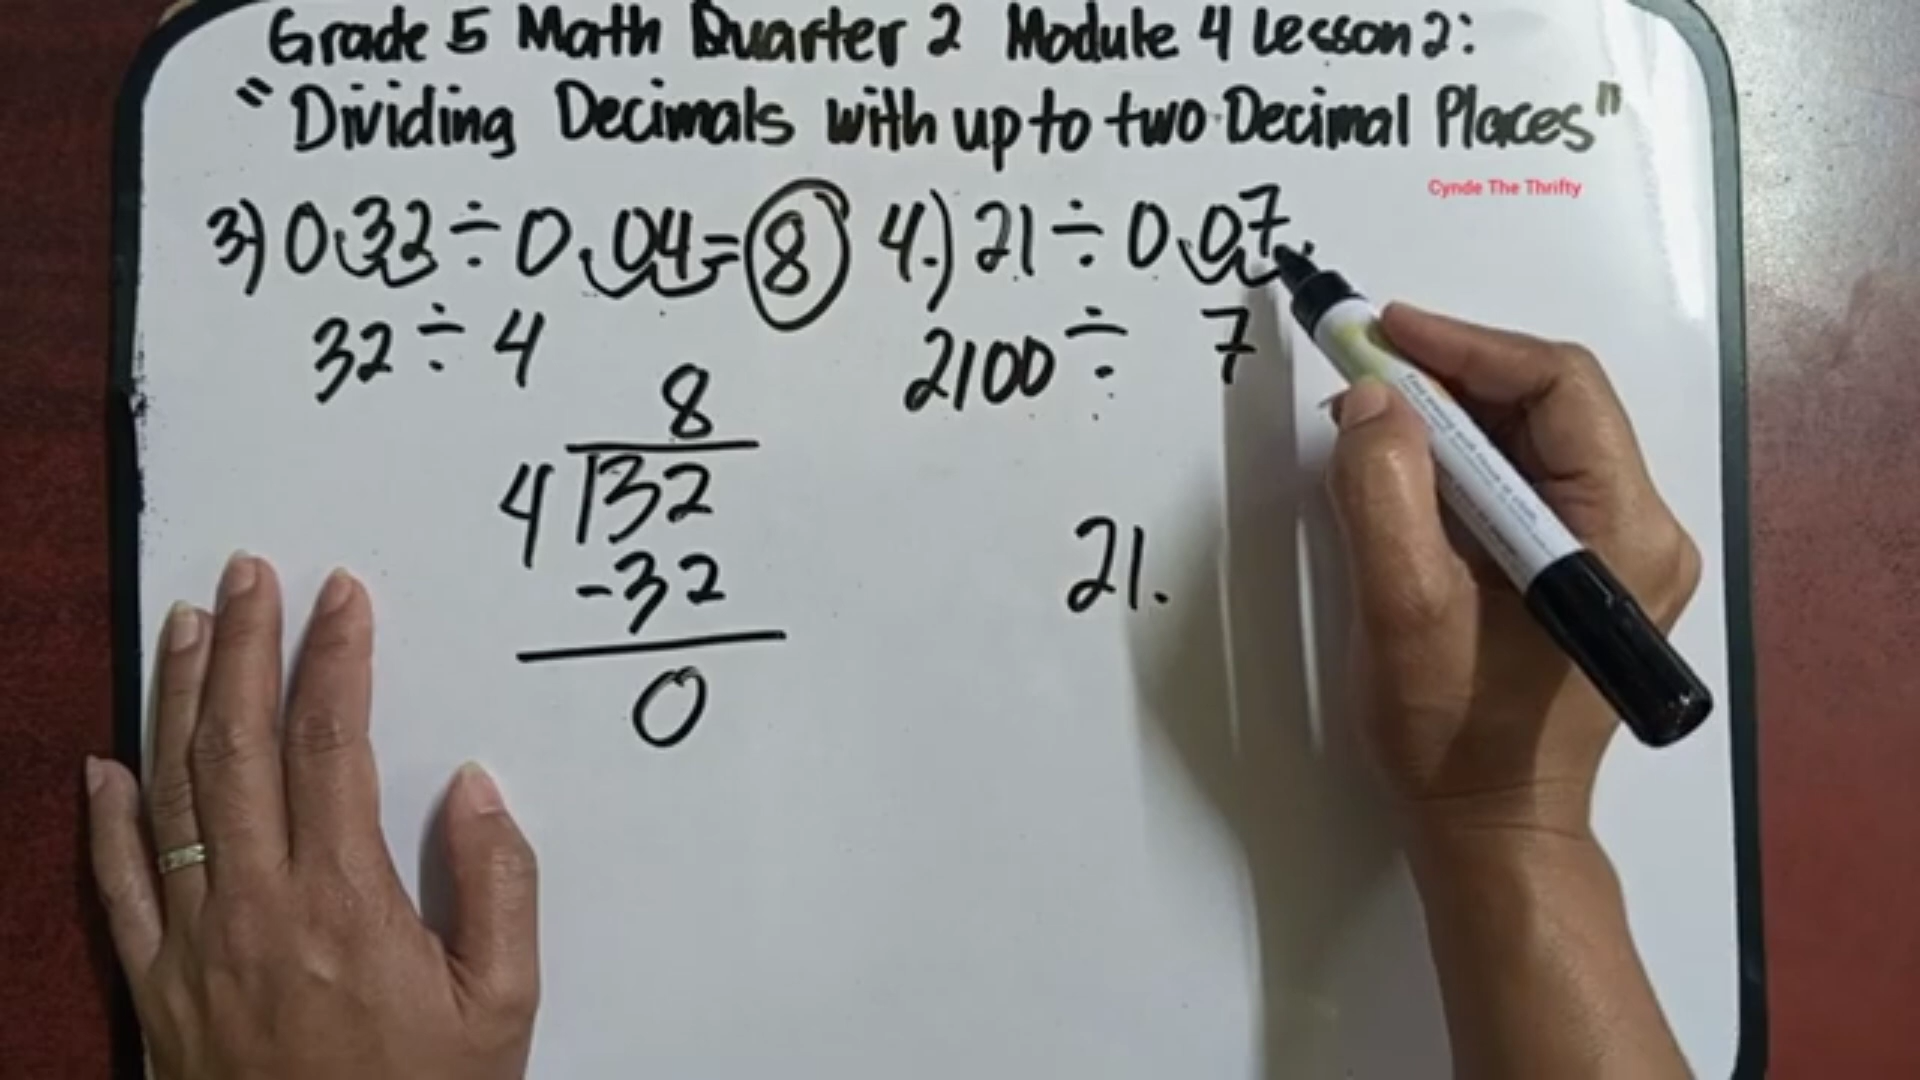 Grade 5 Math Quarter 2 Module 4 Lesson 2:
"Dividing Decimals with up to two Decimal Places"
Cynde The Thrifty
3) 0.32 ÷ 0.04 = 8
32 ÷ 4
8
4 32
-32
0
4.) 21 ÷ 0.07.
2100 ÷ 7
21.